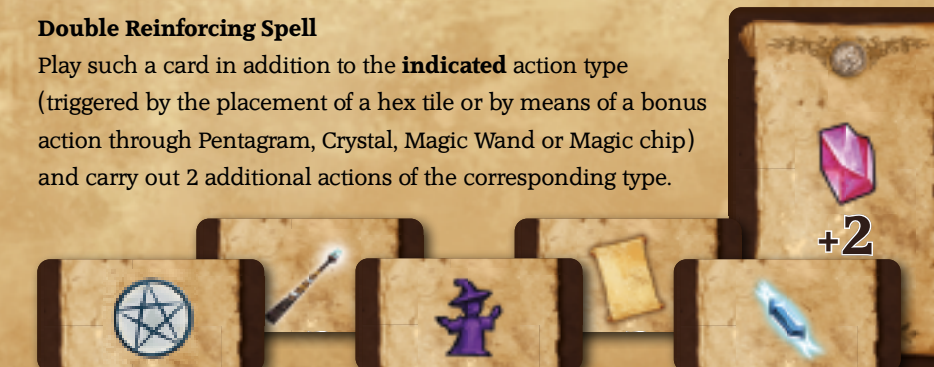 Double Reinforcing Spell
Play such a card in addition to the indicated action type
(triggered by the placement of a hex tile or by means of a bonus
action through Pentagram, Crystal, Magic Wand or Magic chip)
and carry out 2 additional actions of the corresponding type.
+2